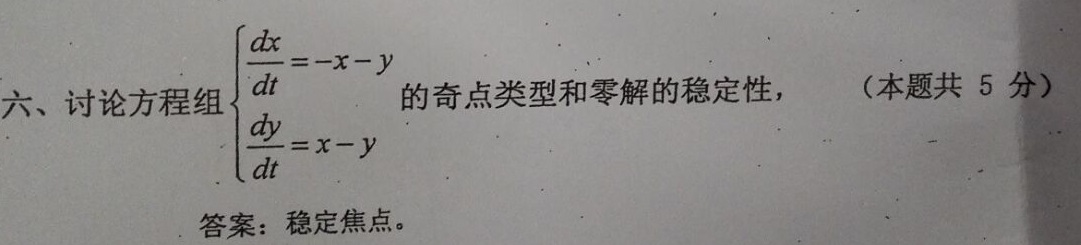 六、讨论方程组 { dx/dt = -x - y, dy/dt = x - y 的奇点类型和零解的稳定性, (本题共 5 分)
答案:稳定焦点。